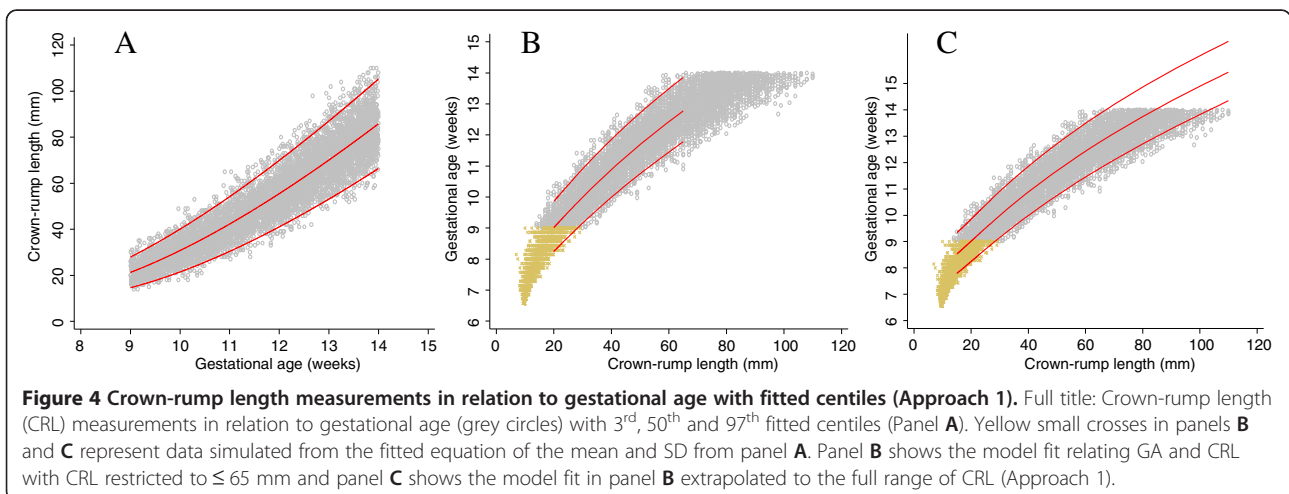 A
B
C
Crown-rump length (mm)
0 20 40 60 80 100 120
8 9 10 11 12 13 14 15
Gestational age (weeks)
Gestational age (weeks)
6 7 8 9 10 11 12 13 14 15
0 20 40 60 80 100 120
Crown-rump length (mm)
Gestational age (weeks)
6 7 8 9 10 11 12 13 14 15
0 20 40 60 80 100 120
Crown-rump length (mm)
Figure 4 Crown-rump length measurements in relation to gestational age with fitted centiles (Approach 1). Full title: Crown-rump length
(CRL) measurements in relation to gestational age (grey circles) with 3rd, 50th and 97th fitted centiles (Panel A). Yellow small crosses in panels B
and C represent data simulated from the fitted equation of the mean and SD from panel A. Panel B shows the model fit relating GA and CRL
with CRL restricted to ≤ 65 mm and panel C shows the model fit in panel B extrapolated to the full range of CRL (Approach 1).